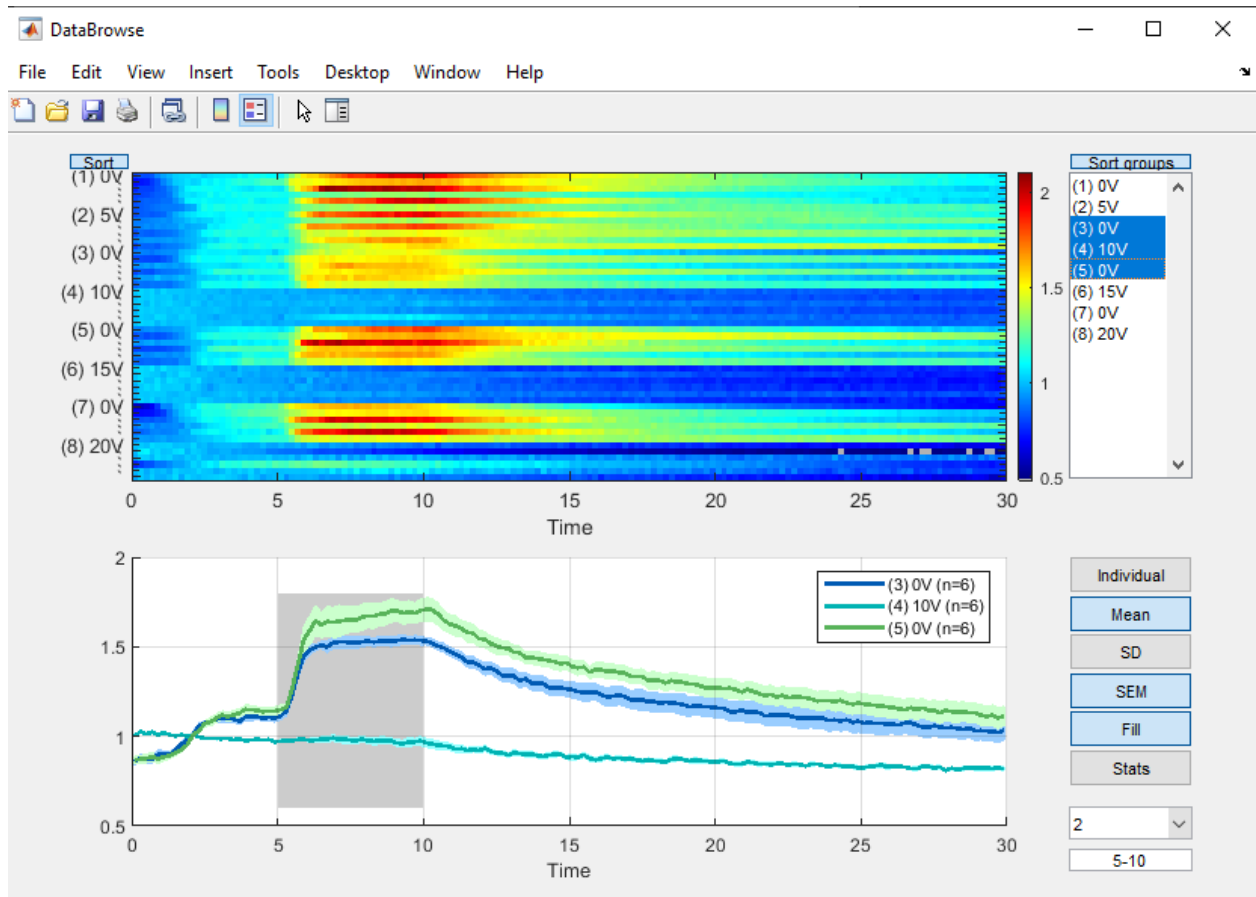 DataBrowse
File Edit View Insert Tools Desktop Window Help
Sort
Sort groups
(1) 0V
(2) 5V
(3) 0V
(4) 10V
(5) 0V
(6) 15V
(7) 0V
(8) 20V
0 5 10 15 20 25 30
Time
2
1.5
1
0.5
(1) 0V
(2) 5V
(3) 0V
(4) 10V
(5) 0V
(6) 15V
(7) 0V
(8) 20V
2
1.5
1
0.5
0 5 10 15 20 25 30
Time
(3) 0V (n=6)
(4) 10V (n=6)
(5) 0V (n=6)
Individual
Mean
SD
SEM
Fill
Stats
2
5-10